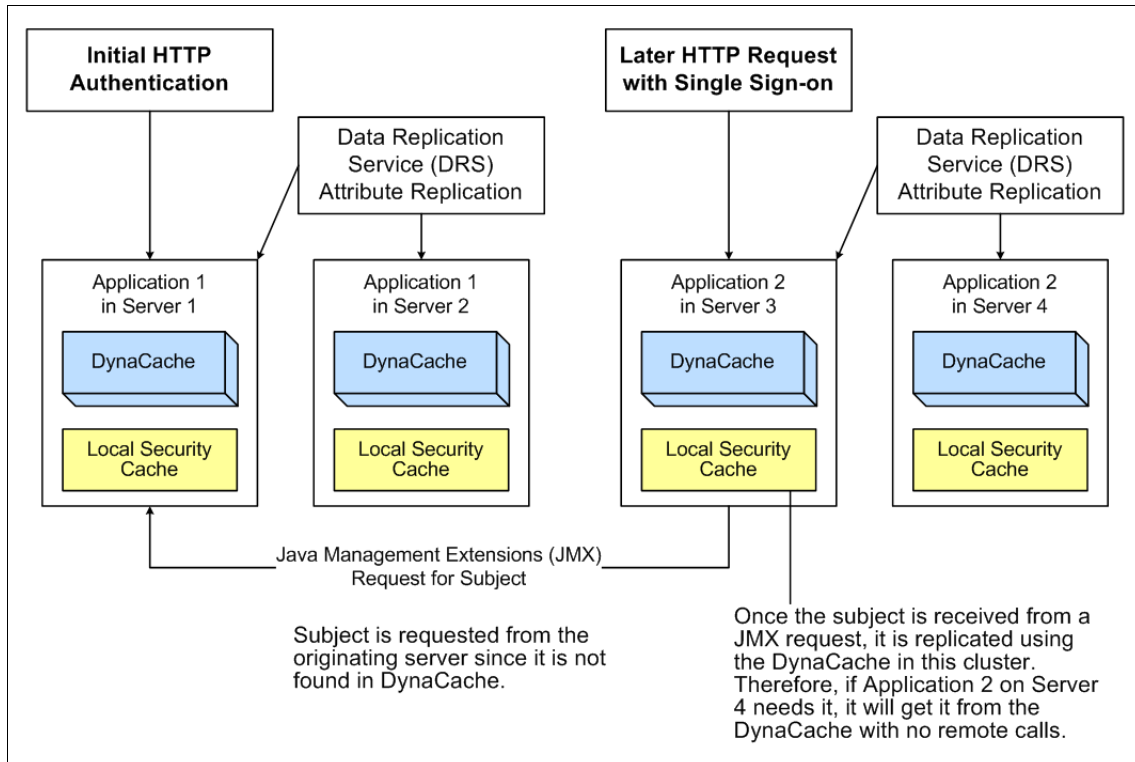 Initial HTTP
Authentication
Later HTTP Request
with Single Sign-on
Data Replication
Service (DRS)
Attribute Replication
Data Replication
Service (DRS)
Attribute Replication
Application 1
in Server 1
DynaCache
Local Security
Cache
Application 1
in Server 2
DynaCache
Local Security
Cache
Application 2
in Server 3
DynaCache
Local Security
Cache
Application 2
in Server 4
DynaCache
Local Security
Cache
Java Management Extensions (JMX)
Request for Subject
Subject is requested from the
originating server since it is not
found in DynaCache.
Once the subject is received from a
JMX request, it is replicated using
the DynaCache in this cluster.
Therefore, if Application 2 on Server
4 needs it, it will get it from the
DynaCache with no remote calls.